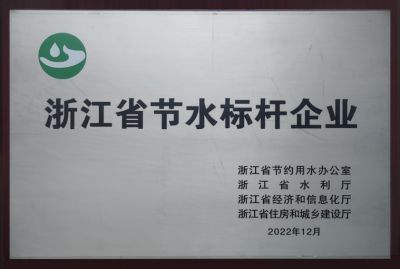 浙江省节水标杆企业
浙江省节约用水办公室
浙江省水利厅
浙江省经济和信息化厅
浙江省住房和城乡建设厅
2022年12月